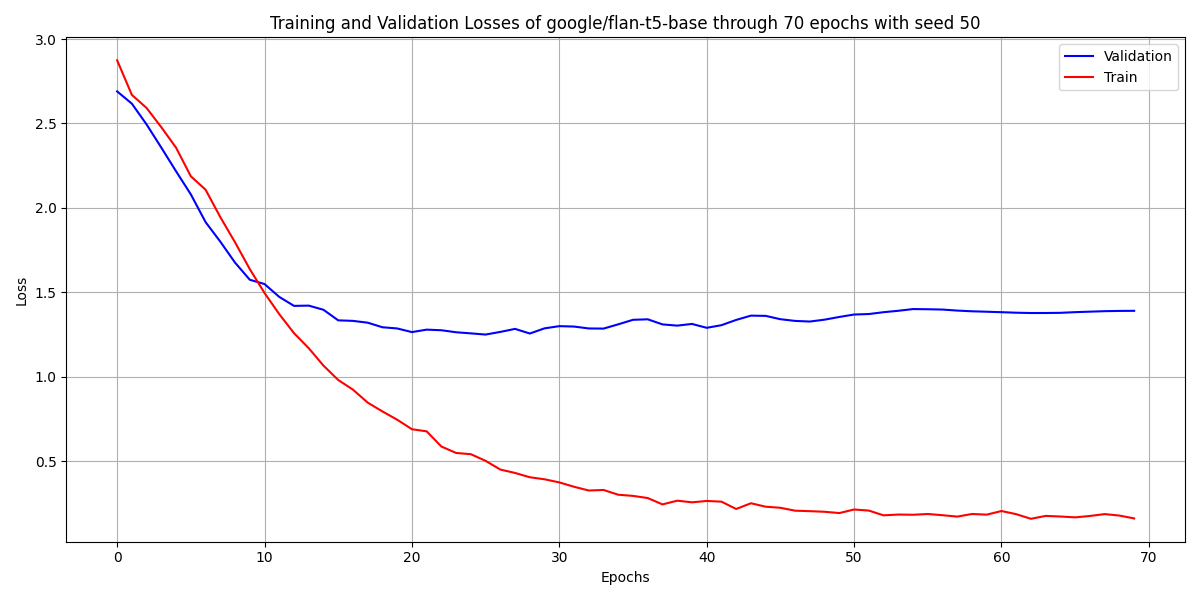 Training and Validation Losses of google/flan-t5-base through 70 epochs with seed 50
Validation
Train
3.0
2.5
2.0
1.5
1.0
0.5
Loss
0 10 20 30 40 50 60 70
Epochs